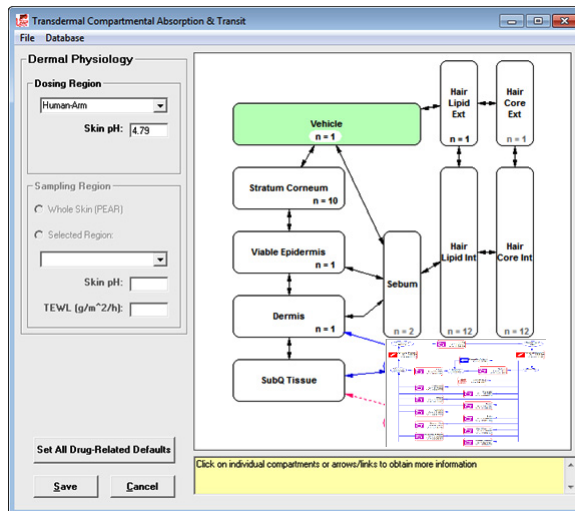 Transdermal Compartmental Absorption & Transit
File Database
Dermal Physiology
Dosing Region
Human-Arm
Skin pH: 4.79
Sampling Region
Whole Skin (PEAR)
Selected Region:
Skin pH:
TEWL (g/m^2/h):
Set All Drug-Related Defaults
Save Cancel
Vehicle
n = 1
Hair
Lipid
Ext
n = 1
Hair
Core
Ext
n = 1
Stratum Corneum
n = 10
Viable Epidermis
n = 1
Dermis
n = 1
SubQ Tissue
Sebum
n = 2
Hair
Lipid Int
n = 12
Hair
Core Int
n = 12
Click on individual compartments or arrows/links to obtain more information